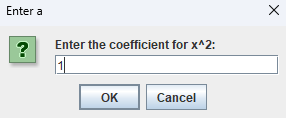 Enter a
Enter the coefficient for x^2:
1
OK Cancel